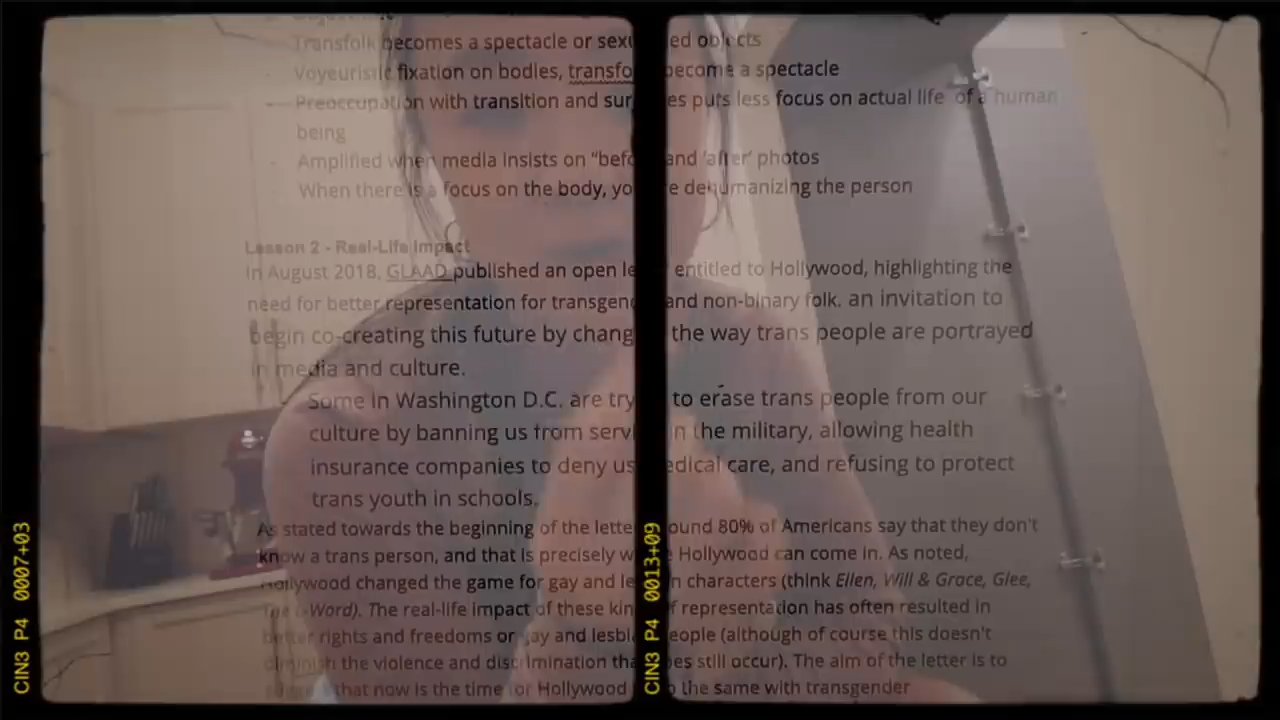 Transfolk becomes a spectacle or sexu ed objects
Voyeuristic fixation on bodies, transfo become a spectacle
Preoccupation with transition and sur es puts less focus on actual life of a human
being
Amplified when media insists on "befo and 'after' photos
When there is a focus on the body, yo e dehumanizing the person
Lesson 2 - Real-Life Impact
In August 2018, GLAAD published an open le entitled to Hollywood, highlighting the
need for better representation for transgend and non-binary folk. an invitation to
begin co-creating this future by chang the way trans people are portrayed
in media and culture.
Some in Washington D.C. are try to erase trans people from our
culture by banning us from serv in the military, allowing health
insurance companies to deny us edical care, and refusing to protect
trans youth in schools.
As stated towards the beginning of the lette ound 80% of Americans say that they don't
know a trans person, and that is precisely w Hollywood can come in. As noted,
Hollywood changed the game for gay and le n characters (think Ellen, Will & Grace, Glee,
The L-Word). The real-life impact of these kin f representation has often resulted in
better rights and freedoms or gay and lesbi eople (although of course this doesn't
diminish the violence and discrimination tha es still occur). The aim of the letter is to
that now is the time for Hollywood o the same with transgender
CIN3 P4 0007+03
CIN3 P4 0013+09